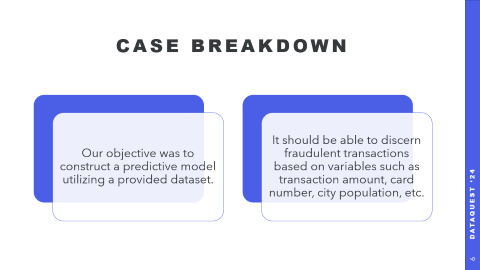 CASE BREAKDOWN
Our objective was to
construct a predictive model
utilizing a provided dataset.
It should be able to discern
fraudulent transactions
based on variables such as
transaction amount, card
number, city population, etc.
DATAQUEST '24
6